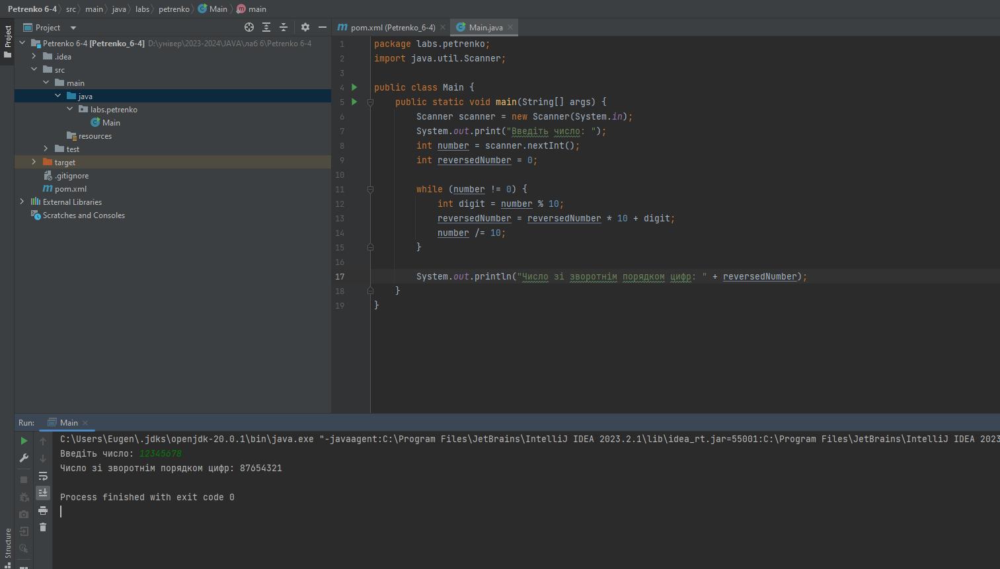 Petrenko 6-4 src main java labs petrenko Main main
Project
Project
pom.xml (Petrenko_6-4)
Main.java
Petrenko 6-4 [Petrenko_6-4] D:\універ\2023-2024\JAVA\лаб 6\Petrenko 6-4
.idea
src
main
java
labs.petrenko
Main
resources
test
target
.gitignore
pom.xml
External Libraries
Scratches and Consoles
1 package labs.petrenko;
2 import java.util.Scanner;
3
4 public class Main {
5 public static void main(String[] args) {
6 Scanner scanner = new Scanner(System.in);
7 System.out.print("Введіть число: ");
8 int number = scanner.nextInt();
9 int reversedNumber = 0;
10
11 while (number != 0) {
12 int digit = number % 10;
13 reversedNumber = reversedNumber * 10 + digit;
14 number /= 10;
15 }
16
17 System.out.println("Число зі зворотнім порядком цифр: " + reversedNumber);
18 }
19 }
Run: Main
C:\Users\Eugen\.jdks\openjdk-20.0.1\bin\java.exe "-javaagent:C:\Program Files\JetBrains\IntelliJ IDEA 2023.2.1\lib\idea_rt.jar=55001:C:\Program Files\JetBrains\IntelliJ IDEA 2023
Введіть число: 12345678
Число зі зворотнім порядком цифр: 87654321
Process finished with exit code 0
Structure